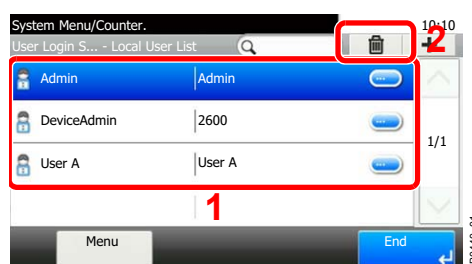 System Menu/Counter. 10:10
User Login S... - Local User List
2
Admin Admin
DeviceAdmin 2600
1/1
User A User A
1
Menu End